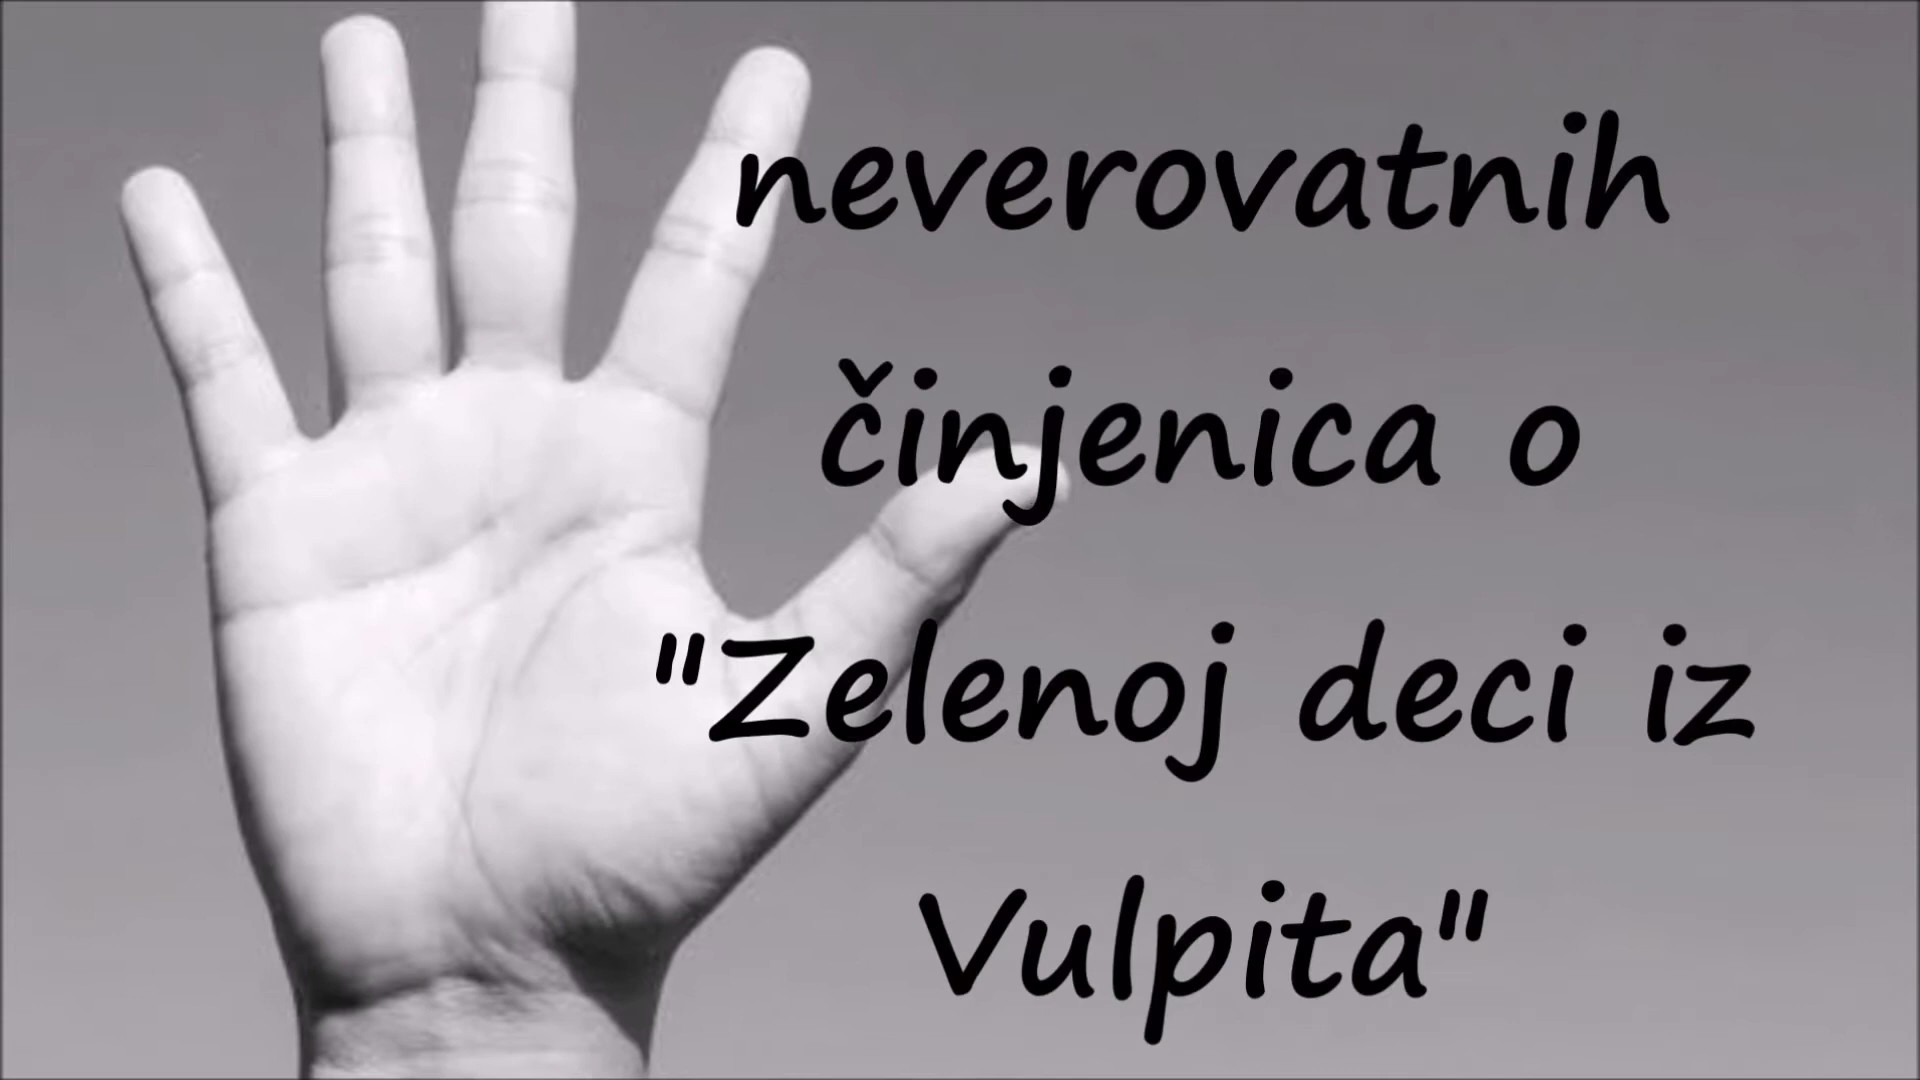 neverovatnih
činjenica o
"Zelenoj deci iz
Vulpita"